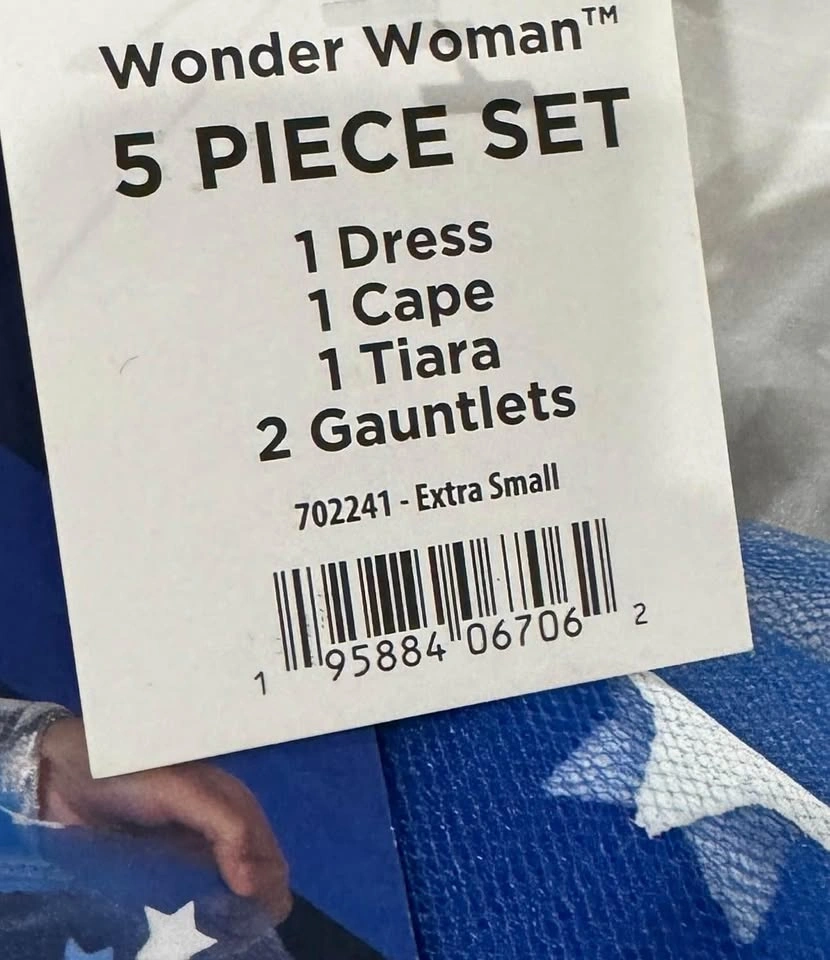 Wonder Woman™
5 PIECE SET
1 Dress
1 Cape
1 Tiara
2 Gauntlets
702241 - Extra Small
1 95884 06706 2